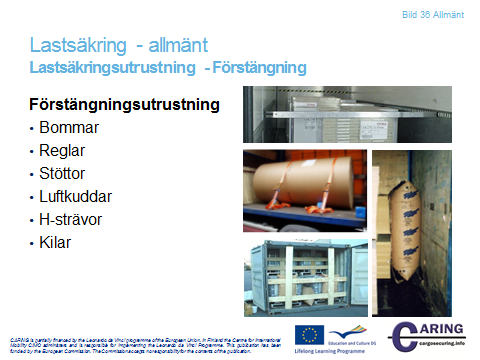 Bild 36 Allmänt
Lastsäkring - allmänt
Lastsäkringsutrustning - Förstängning
Förstängningsutrustning
• Bommar
• Reglar
• Stöttor
• Luftkuddar
• H-strävor
• Kilar
CARING is partially financed by the Leonardo da Vinci programme of the European Union. In Finland the Centre for International
Mobility CIMO administers and is responsible for implementing the Leonardo da Vinci Programme. This publication has been
funded by the European Commission. The Commission accepts no responsibility for the contents of the publication.
Education and Culture DG
Lifelong Learning Programme
CARING
cargosecuring.info